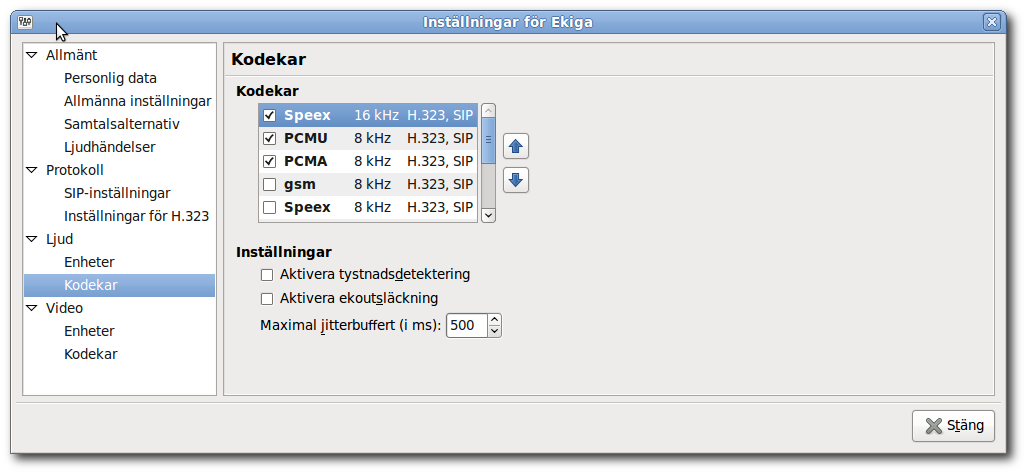 Inställningar för Ekiga
Allmänt
Personlig data
Allmänna inställningar
Samtalsalternativ
Ljudhändelser
Protokoll
SIP-inställningar
Inställningar för H.323
Ljud
Enheter
Kodekar
Video
Enheter
Kodekar
Kodekar
Kodekar
Speex 16 kHz H.323, SIP
PCMU 8 kHz H.323, SIP
PCMA 8 kHz H.323, SIP
gsm 8 kHz H.323, SIP
Speex 8 kHz H.323, SIP
Inställningar
Aktivera tystnadsdetektering
Aktivera ekoutsläckning
Maximal jitterbuffert (i ms): 500
Stäng